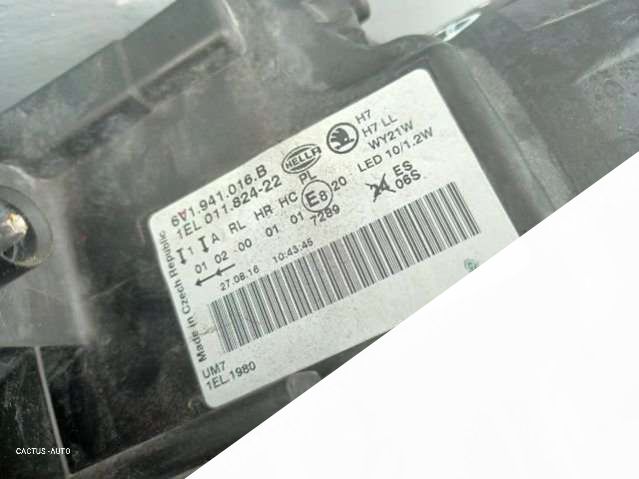 6V1.941.016.B
1EL 011.824-22
HELLA
H7
H7 LL
WY21W
LED 10/1.2W
1 A RL HR HC PL
01 02 00 01 01 E8 20
7289
ES
06S
27.08.16 10:43:45
Made in Czech Republic
UM7
1EL.1980
CACTUS-AUTO